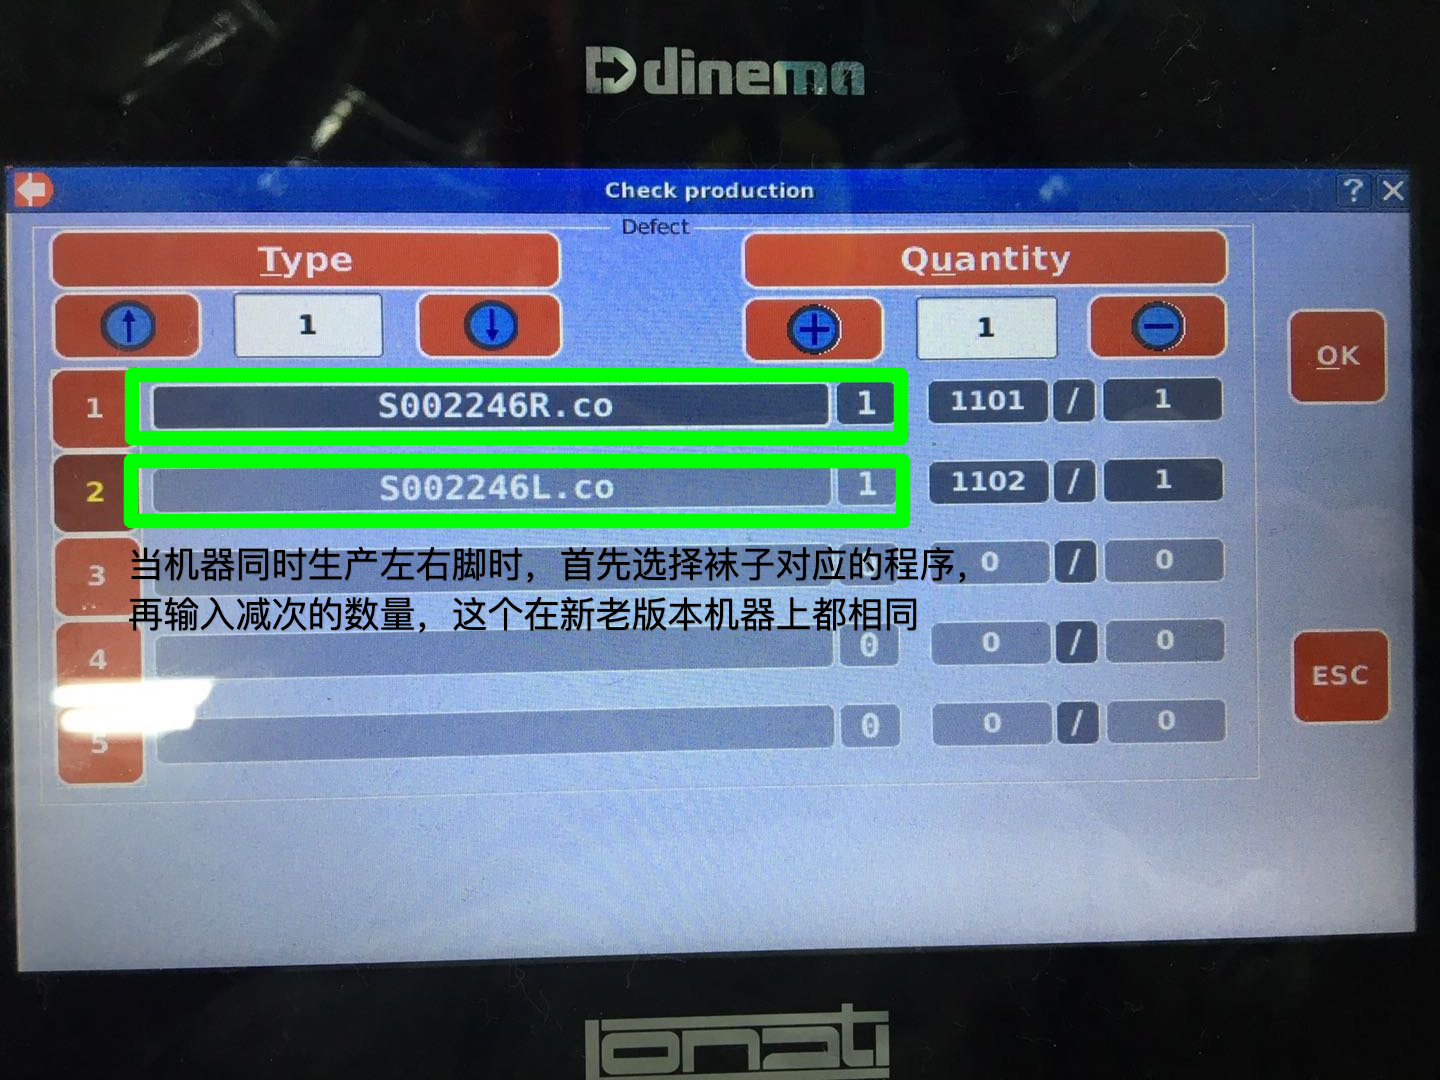 dinema
Check production
?
Defect
Type
Quantity
1
1
OK
1
S002246R.co
1
1101 / 1
2
S002246L.co
1
1102 / 1
3
0
0 / 0
当机器同时生产左右脚时，首先选择袜子对应的程序，
再输入减次的数量，这个在新老版本机器上都相同
4
0
0 / 0
ESC
5
0
0 / 0
Lonati